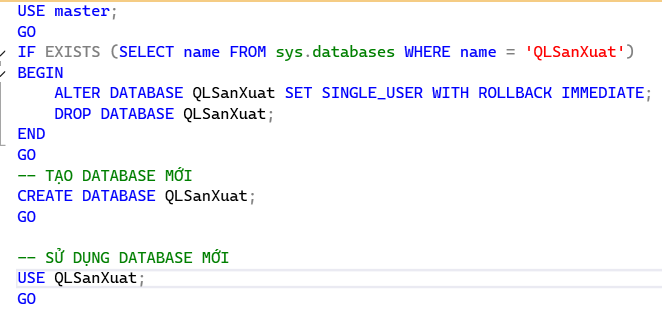 USE master;
GO
IF EXISTS (SELECT name FROM sys.databases WHERE name = 'QLSanXuat')
BEGIN
    ALTER DATABASE QLSanXuat SET SINGLE_USER WITH ROLLBACK IMMEDIATE;
    DROP DATABASE QLSanXuat;
END
GO
-- TẠO DATABASE MỚI
CREATE DATABASE QLSanXuat;
GO

-- SỬ DỤNG DATABASE MỚI
USE QLSanXuat;
GO